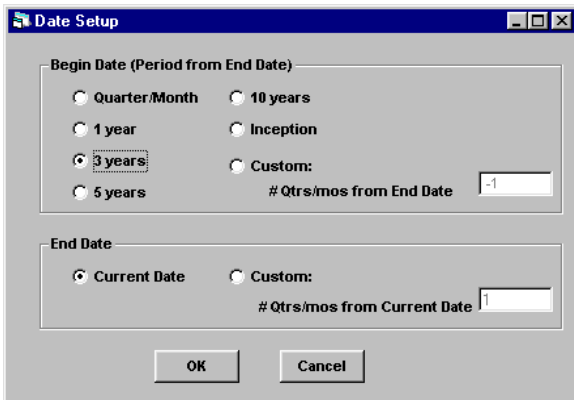 Date Setup
Begin Date (Period from End Date)
Quarter/Month
10 years
1 year
Inception
3 years
Custom:
5 years
# Qtrs/mos from End Date
-1
End Date
Current Date
Custom:
# Qtrs/mos from Current Date
1
OK
Cancel